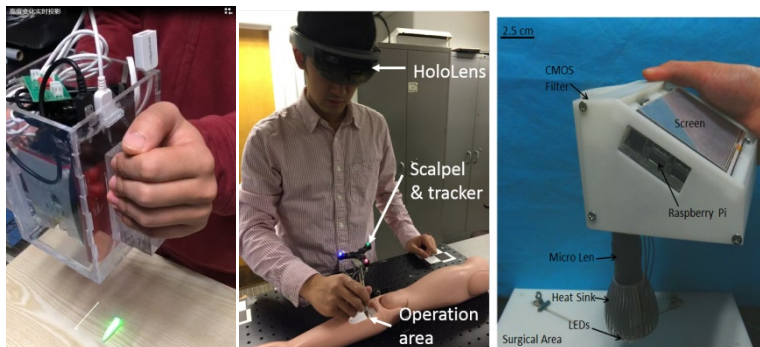 高度变化实时投影
HoloLens
Scalpel
& tracker
Operation
area
2.5 cm
CMOS
Filter
Screen
Raspberry Pi
Micro Len
Heat Sink
LEDs
Surgical Area